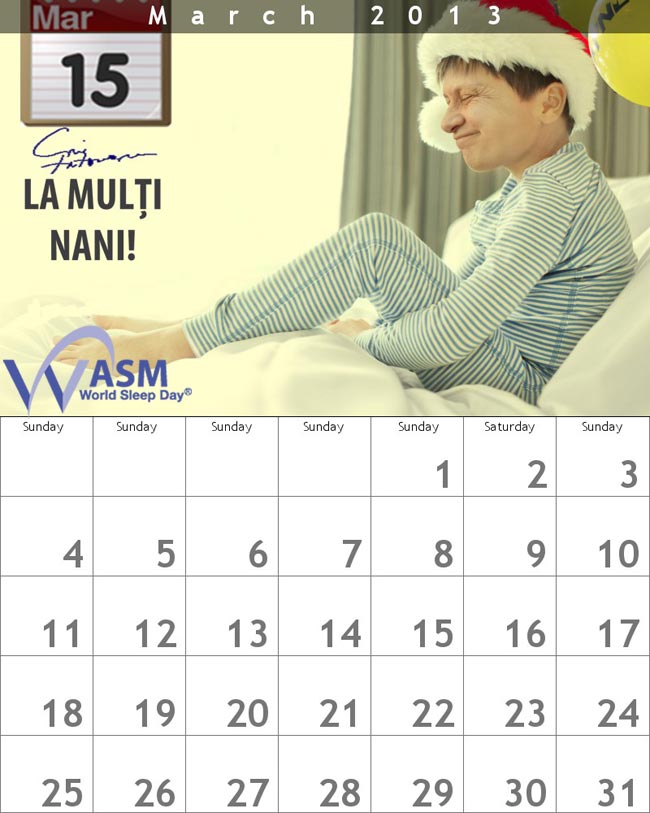 March 2013
Mar
15
LA MULȚI
NANI!
WASM
World Sleep Day®
Sunday Sunday Sunday Sunday Sunday Saturday Sunday
1 2 3
4 5 6 7 8 9 10
11 12 13 14 15 16 17
18 19 20 21 22 23 24
25 26 27 28 29 30 31